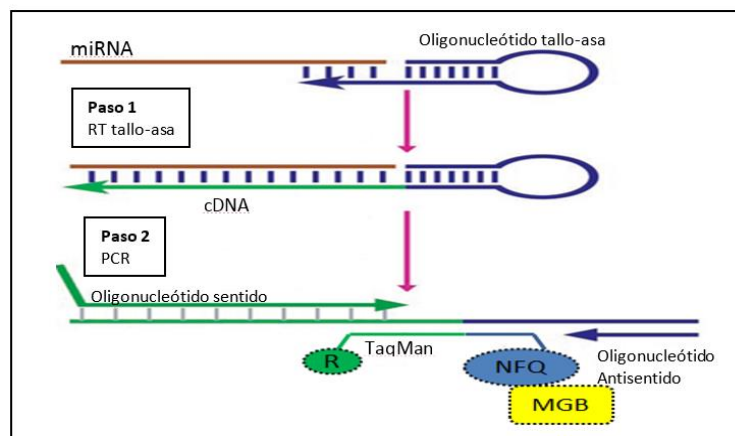 miRNA
Oligonucleótido tallo-asa
Paso 1
RT tallo-asa
cDNA
Paso 2
PCR
Oligonucleótido sentido
R
TaqMan
NFQ
MGB
Oligonucleótido
Antisentido